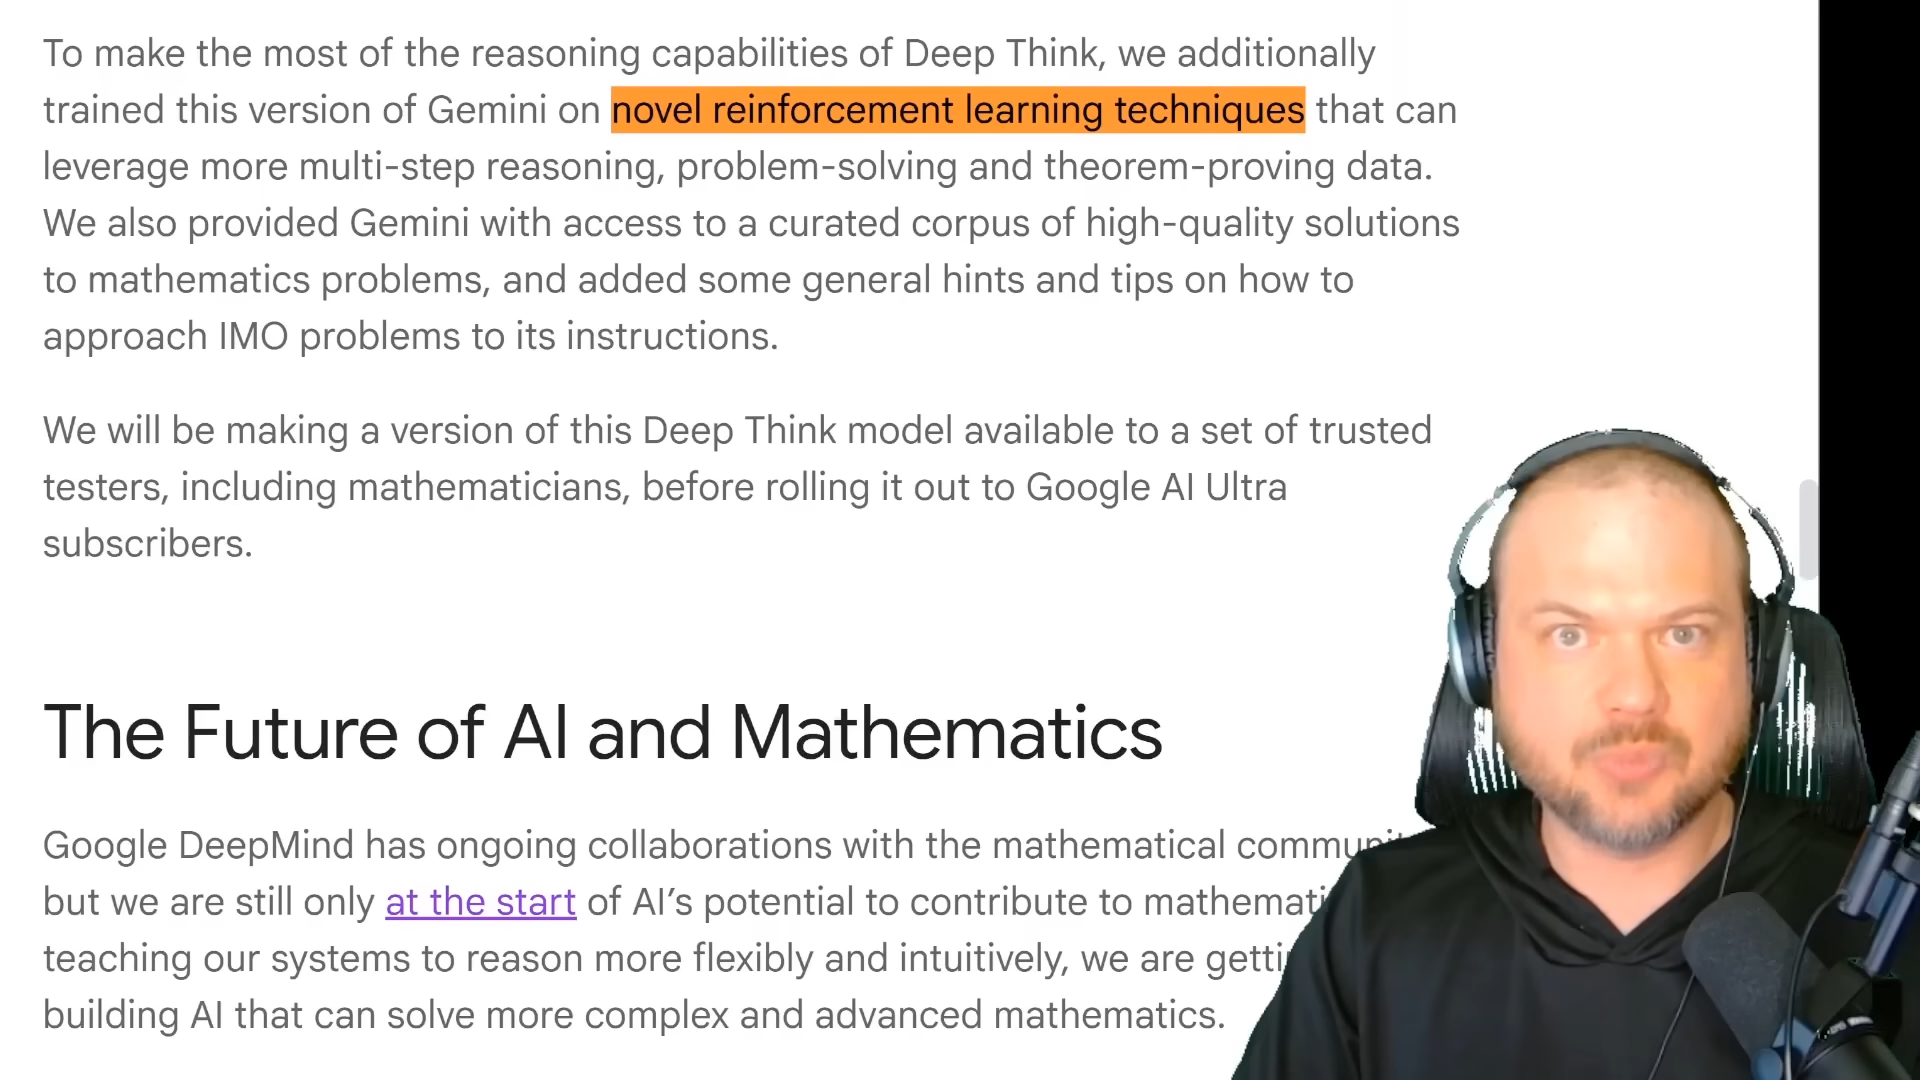 To make the most of the reasoning capabilities of Deep Think, we additionally
trained this version of Gemini on novel reinforcement learning techniques that can
leverage more multi-step reasoning, problem-solving and theorem-proving data.
We also provided Gemini with access to a curated corpus of high-quality solutions
to mathematics problems, and added some general hints and tips on how to
approach IMO problems to its instructions.
We will be making a version of this Deep Think model available to a set of trusted
testers, including mathematicians, before rolling it out to Google AI Ultra
subscribers.
The Future of AI and Mathematics
Google DeepMind has ongoing collaborations with the mathematical
but we are still only at the start of AI’s potential to contribute to
teaching our systems to reason more flexibly and intuitively, we are
building AI that can solve more complex and advanced mathematics.